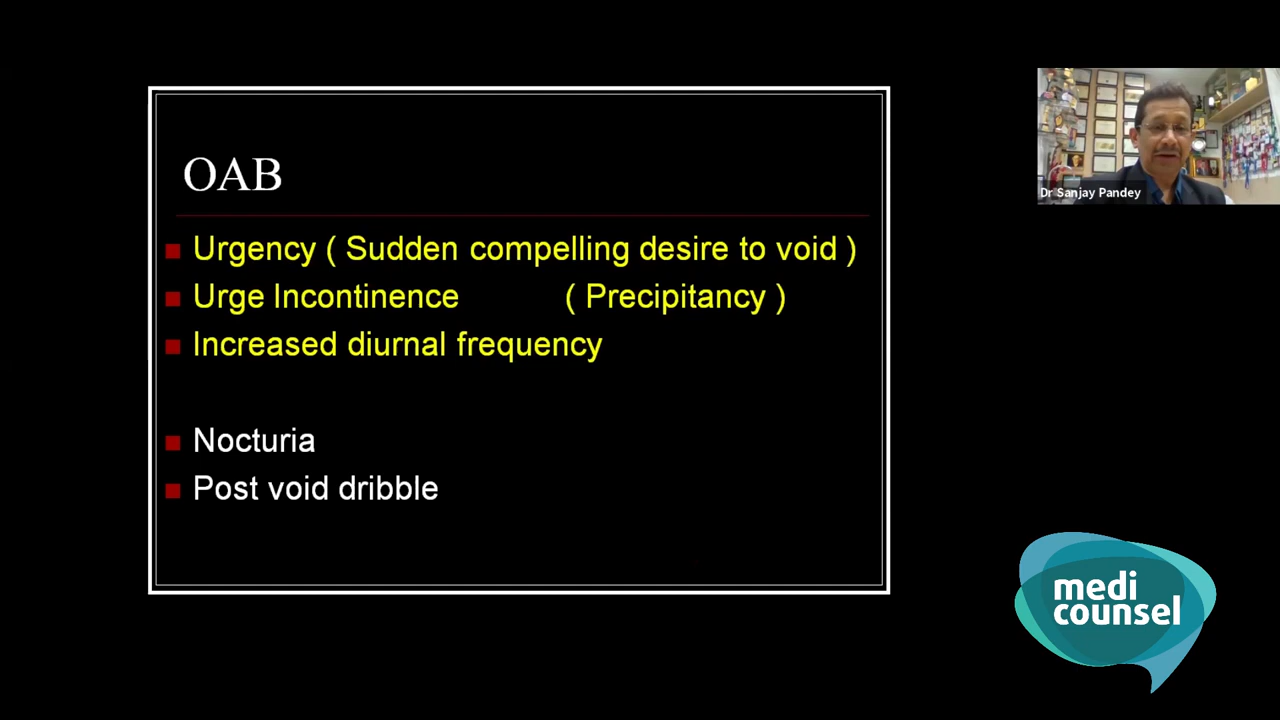 OAB
Urgency ( Sudden compelling desire to void )
Urge Incontinence ( Precipitancy )
Increased diurnal frequency
Nocturia
Post void dribble
Dr Sanjay Pandey
medi
counsel